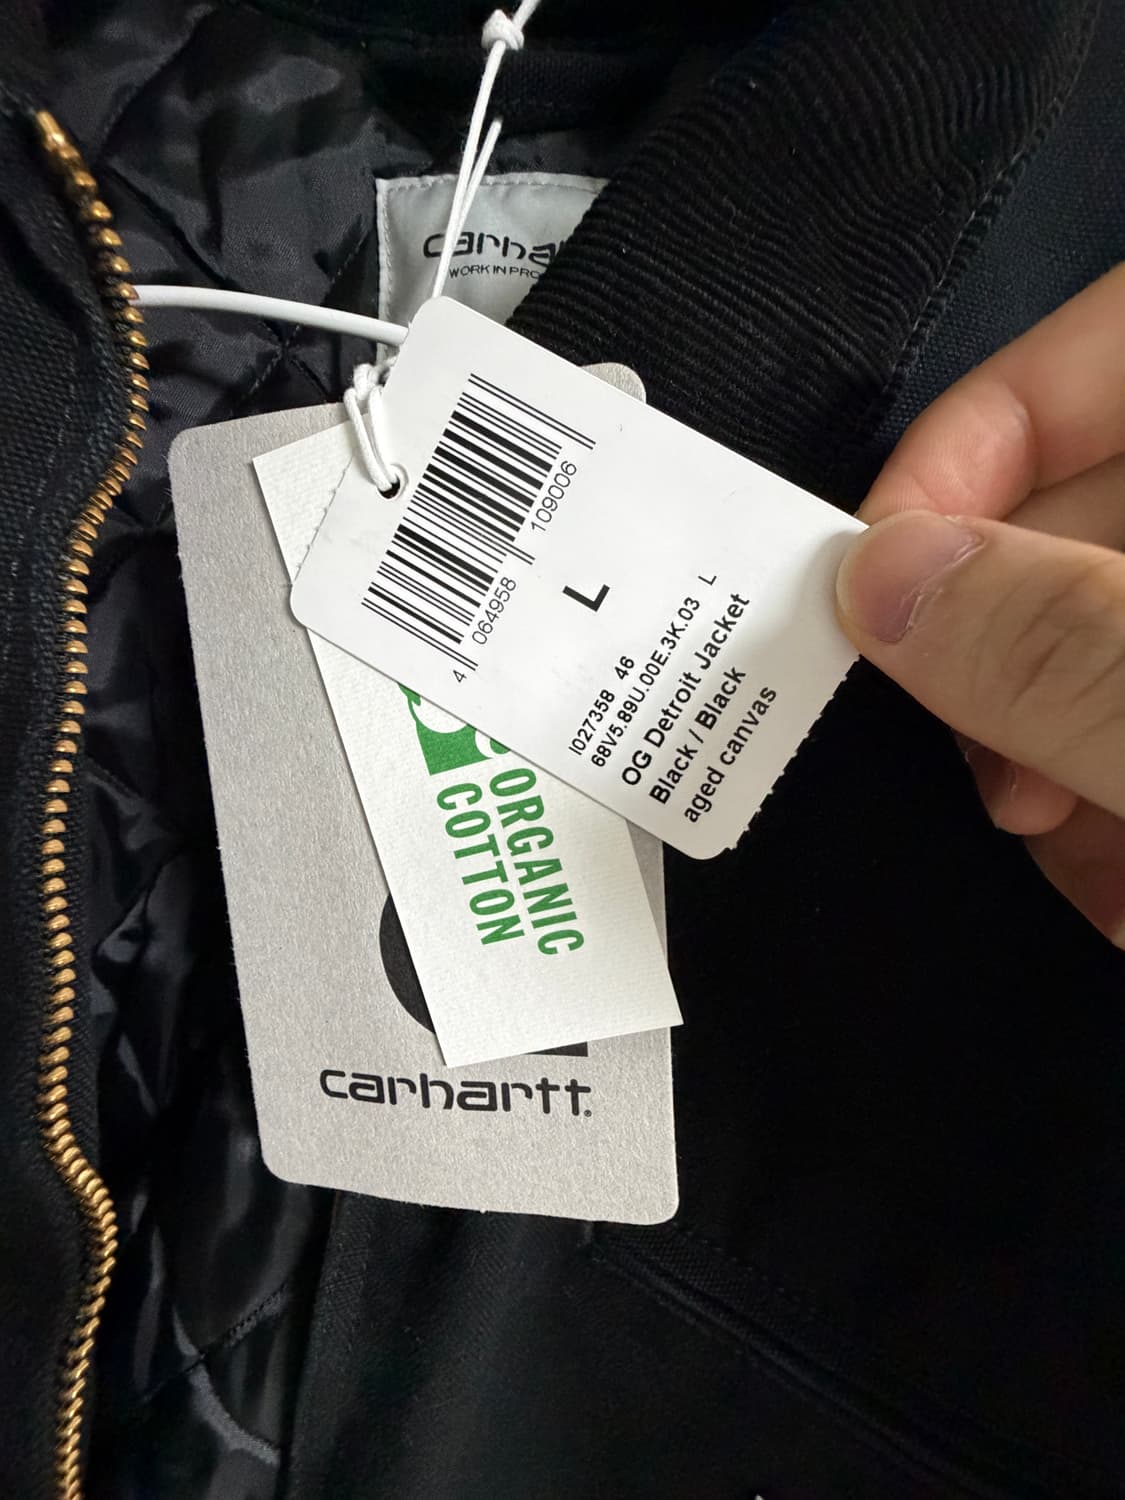 carha
WORK IN PRO
4 064958 109006
L
I027358 46
68V5.89U.00E.3K.03 L
OG Detroit Jacket
Black / Black
aged canvas
ORGANIC
COTTON
carhartt®